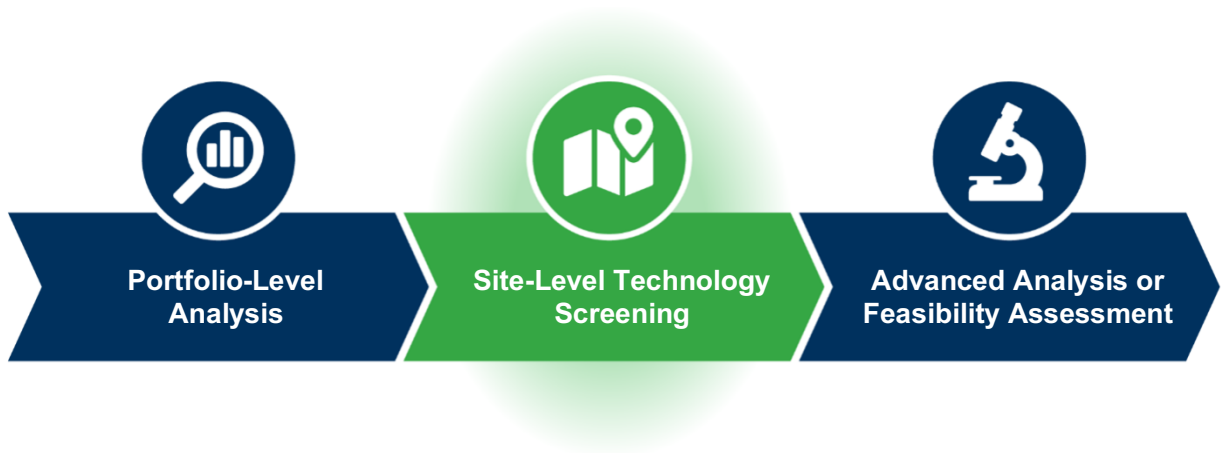 Portfolio-Level
Analysis
Site-Level Technology
Screening
Advanced Analysis or
Feasibility Assessment